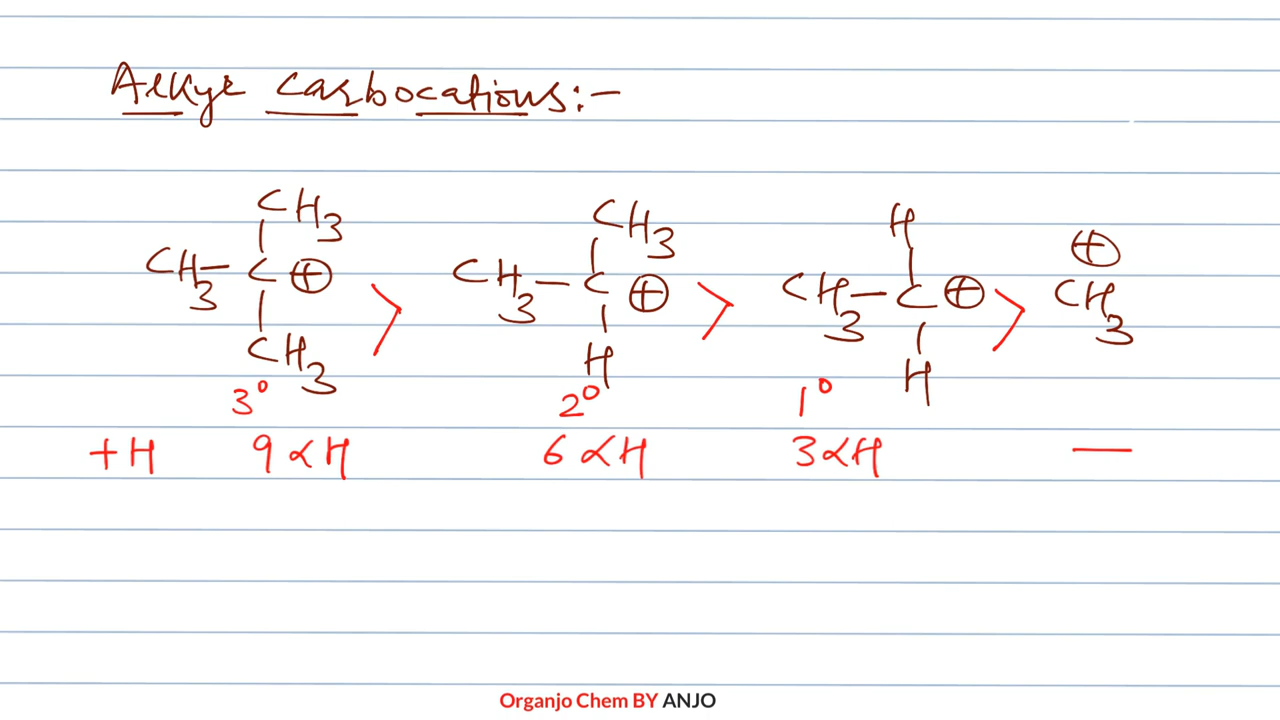 Alkyl carbocations:-
CH3 CH3 H ⊕
CH3-C⊕ > CH3-C⊕ > CH3-C⊕ > CH3
CH3 H H
3° 2° 1°
+H 9αH 6αH 3αH —
Organjo Chem BY ANJO